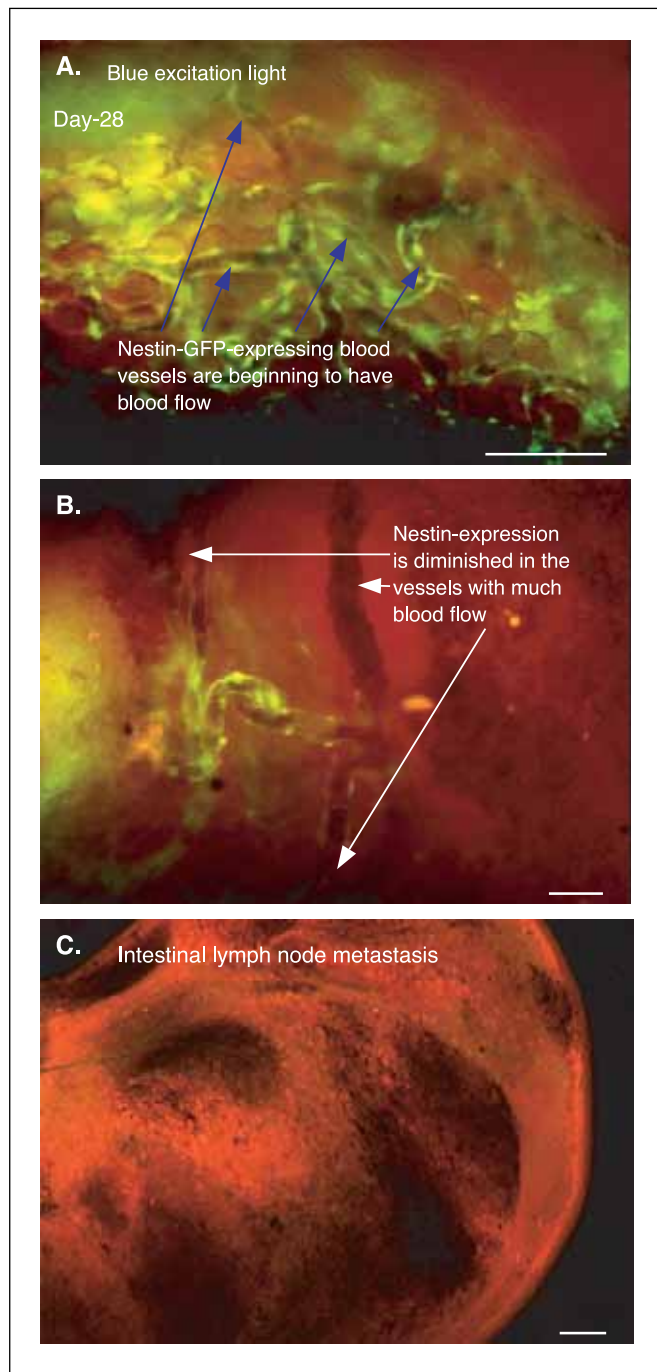 A.
Blue excitation light
Day-28
Nestin-GFP-expressing blood
vessels are beginning to have
blood flow
B.
Nestin-expression
is diminished in the
vessels with much
blood flow
C.
Intestinal lymph node metastasis